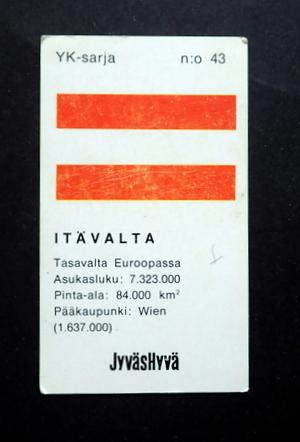 YK-sarja n:o 43
ITÄVALTA
Tasavalta Euroopassa
Asukasluku: 7.323.000
Pinta-ala: 84.000 km²
Pääkaupunki: Wien
(1.637.000)
JyväsHyvä